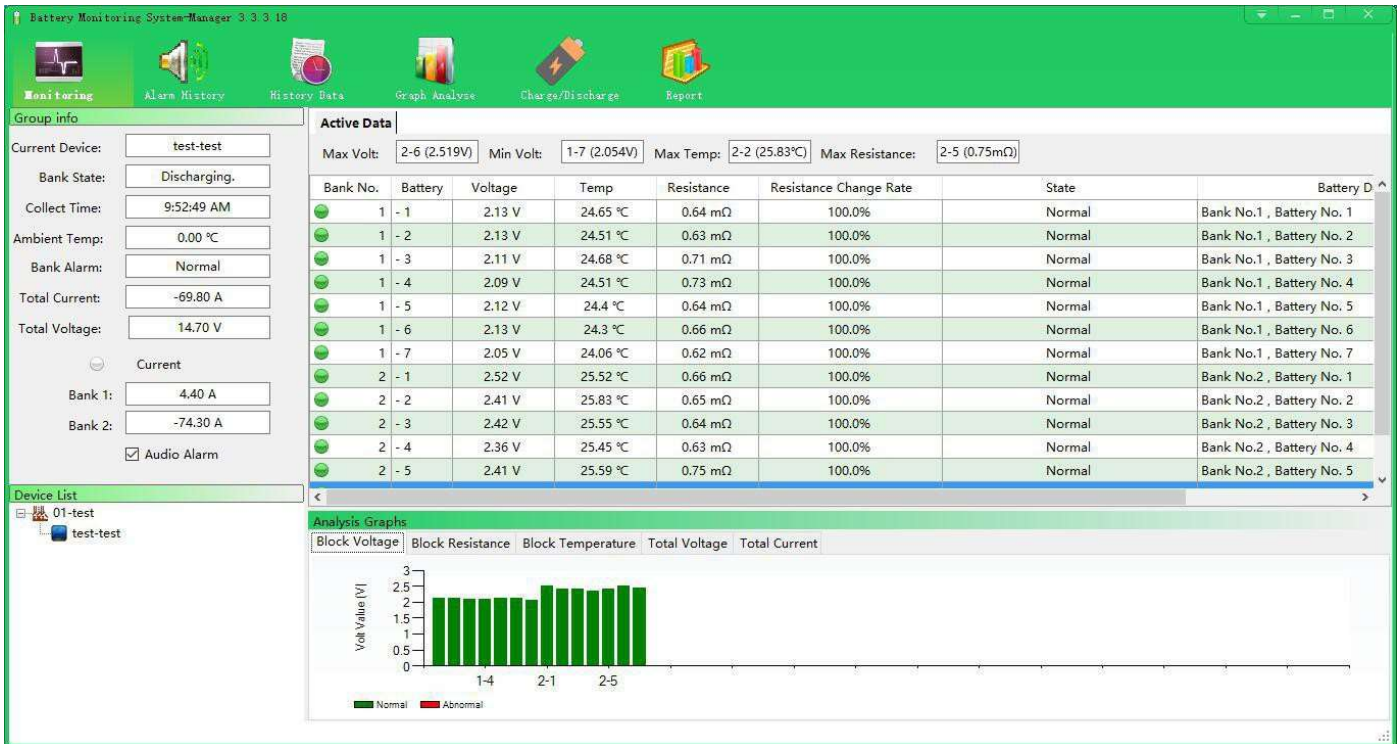 Battery Monitoring System-Manager 3.3.3.18
Monitoring Alarm History History Data Graph Analyse Charge/Discharge Report
Group info
Current Device: test-test
Bank State: Discharging.
Collect Time: 9:52:49 AM
Ambient Temp: 0.00 ℃
Bank Alarm: Normal
Total Current: -69.80 A
Total Voltage: 14.70 V
Current
Bank 1: 4.40 A
Bank 2: -74.30 A
Audio Alarm
Device List
01-test
test-test
Active Data
Max Volt: 2-6 (2.519V) Min Volt: 1-7 (2.054V) Max Temp: 2-2 (25.83℃) Max Resistance: 2-5 (0.75mΩ)
Bank No. Battery Voltage Temp Resistance Resistance Change Rate State Battery D
1 - 1 2.13 V 24.65 ℃ 0.64 mΩ 100.0% Normal Bank No.1 , Battery No. 1
1 - 2 2.13 V 24.51 ℃ 0.63 mΩ 100.0% Normal Bank No.1 , Battery No. 2
1 - 3 2.11 V 24.68 ℃ 0.71 mΩ 100.0% Normal Bank No.1 , Battery No. 3
1 - 4 2.09 V 24.51 ℃ 0.73 mΩ 100.0% Normal Bank No.1 , Battery No. 4
1 - 5 2.12 V 24.4 ℃ 0.64 mΩ 100.0% Normal Bank No.1 , Battery No. 5
1 - 6 2.13 V 24.3 ℃ 0.66 mΩ 100.0% Normal Bank No.1 , Battery No. 6
1 - 7 2.05 V 24.06 ℃ 0.62 mΩ 100.0% Normal Bank No.1 , Battery No. 7
2 - 1 2.52 V 25.52 ℃ 0.66 mΩ 100.0% Normal Bank No.2 , Battery No. 1
2 - 2 2.41 V 25.83 ℃ 0.65 mΩ 100.0% Normal Bank No.2 , Battery No. 2
2 - 3 2.42 V 25.55 ℃ 0.64 mΩ 100.0% Normal Bank No.2 , Battery No. 3
2 - 4 2.36 V 25.45 ℃ 0.63 mΩ 100.0% Normal Bank No.2 , Battery No. 4
2 - 5 2.41 V 25.59 ℃ 0.75 mΩ 100.0% Normal Bank No.2 , Battery No. 5
Analysis Graphs
Block Voltage Block Resistance Block Temperature Total Voltage Total Current
Volt Value (V)
3
2.5
2
1.5
1
0.5
0
1-4 2-1 2-5
Normal Abnormal